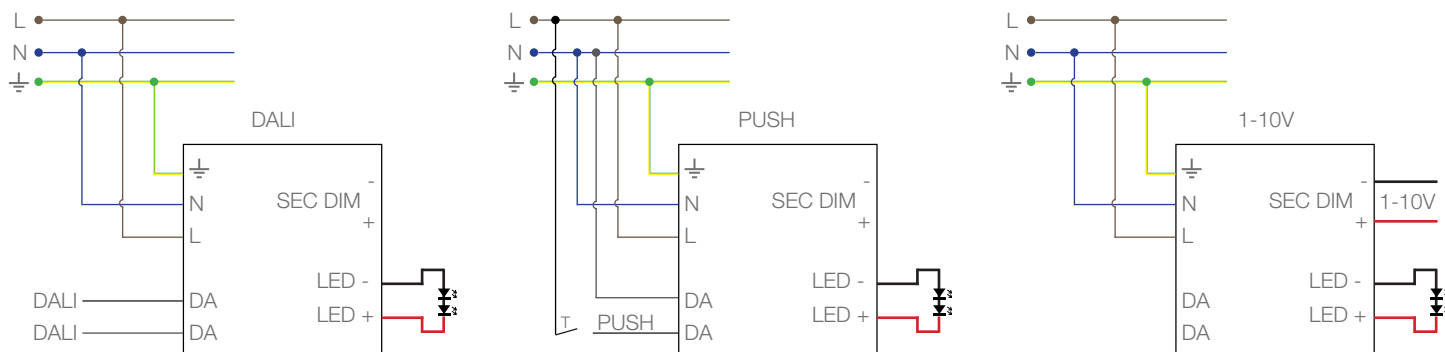 L
N
DALI
N
SEC DIM
-
+
L
LED -
DALI
DA
LED +
DALI
DA
L
N
PUSH
N
SEC DIM
-
+
L
LED -
DA
LED +
T
PUSH
DA
L
N
1-10V
N
SEC DIM
-
1-10V
+
L
LED -
DA
LED +
DA